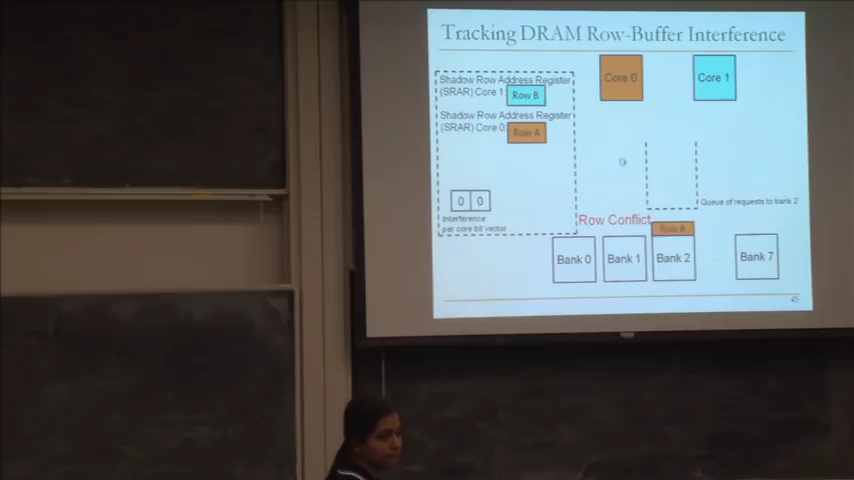 Tracking DRAM Row-Buffer Interference
Shadow Row Address Register
(SRAR) Core 1:
Row B
Shadow Row Address Register
(SRAR) Core 0:
Row A
Core 0
Core 1
0 0
Interference
per core bit vector
Queue of requests to bank 2
Row Conflict
Row A
Bank 0
Bank 1
Bank 2
Bank 7
45